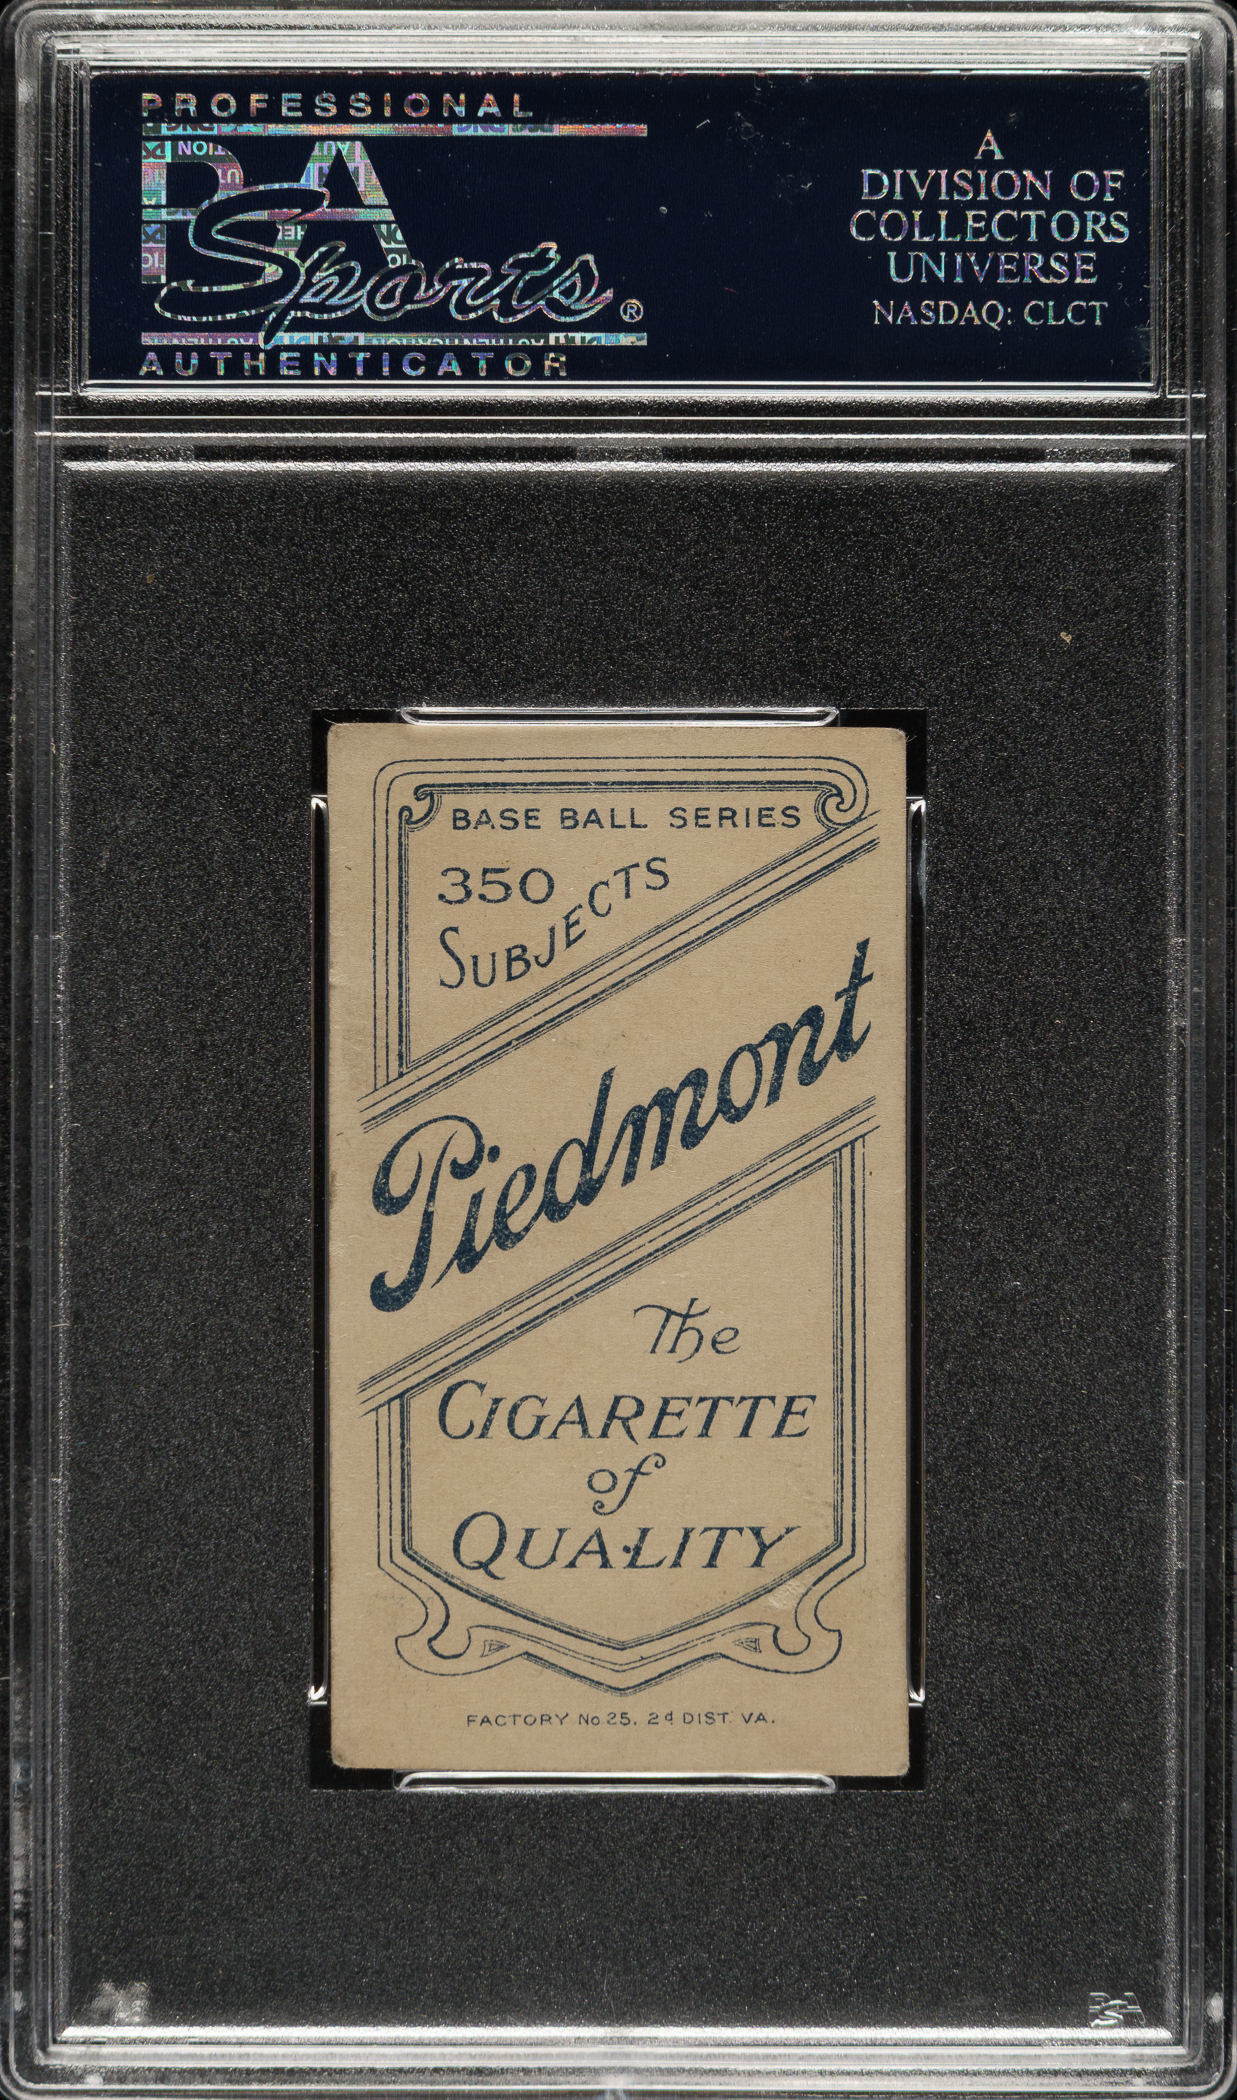 PROFESSIONAL
PSA
Sports®
AUTHENTICATOR
A
DIVISION OF
COLLECTORS
UNIVERSE
NASDAQ: CLCT
BASE BALL SERIES
350
SUBJECTS
Piedmont
The
CIGARETTE
of
QUALITY
FACTORY No 25. 2d DIST. VA.
PSA